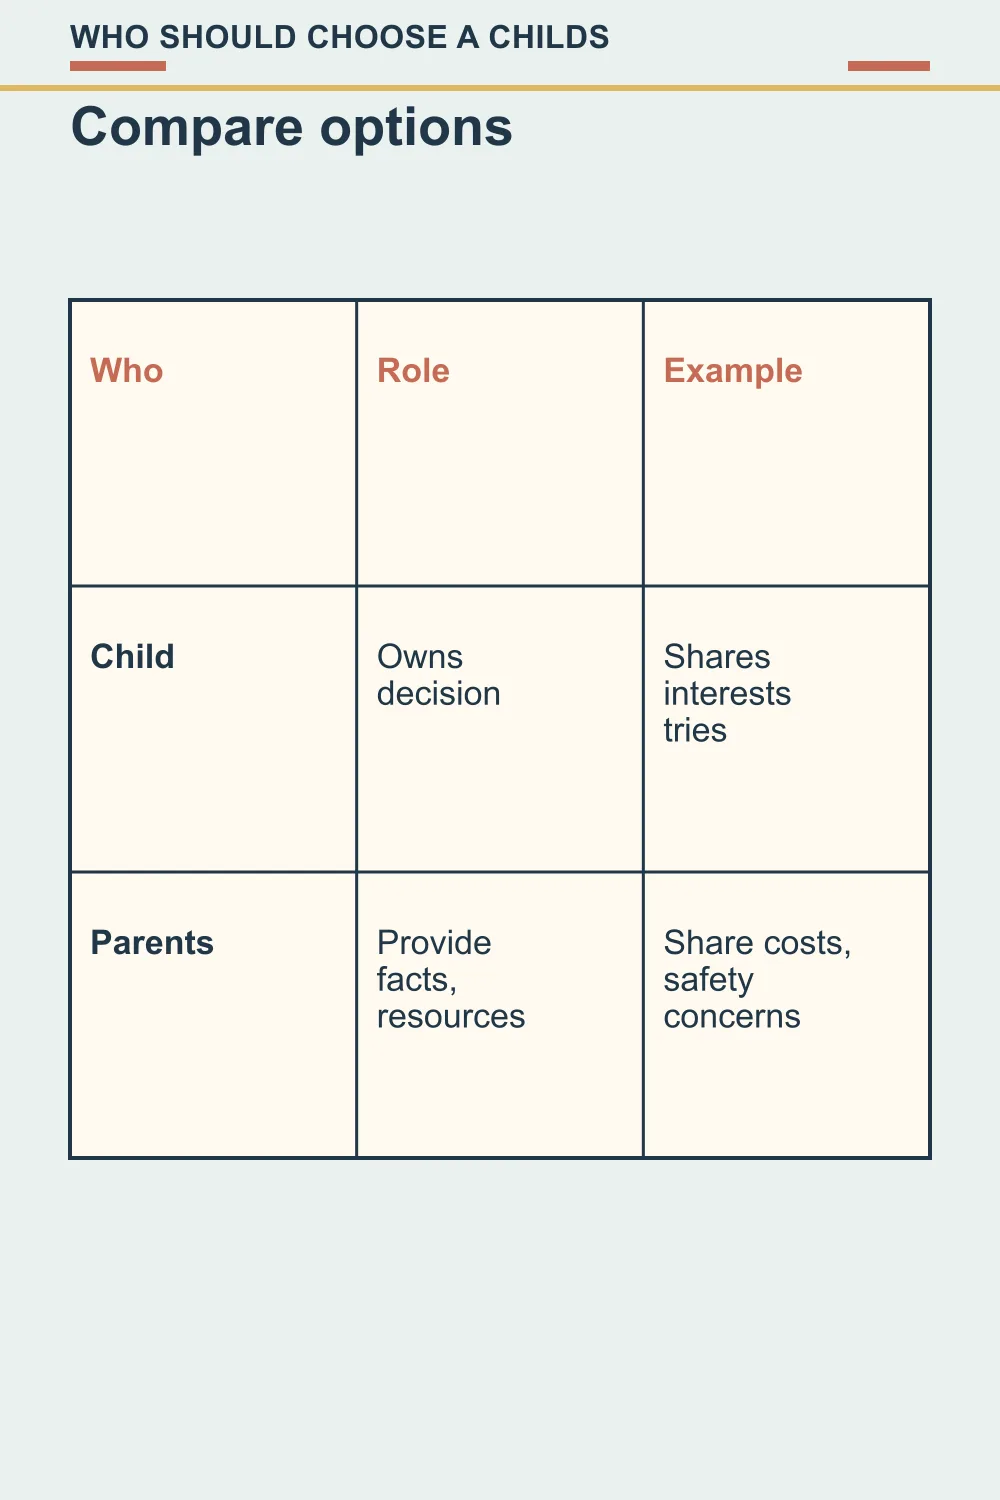 WHO SHOULD CHOOSE A CHILDS
Compare options
Who
Role
Example
Child
Owns
decision
Shares
interests
tries
Parents
Provide
facts,
resources
Share costs,
safety
concerns